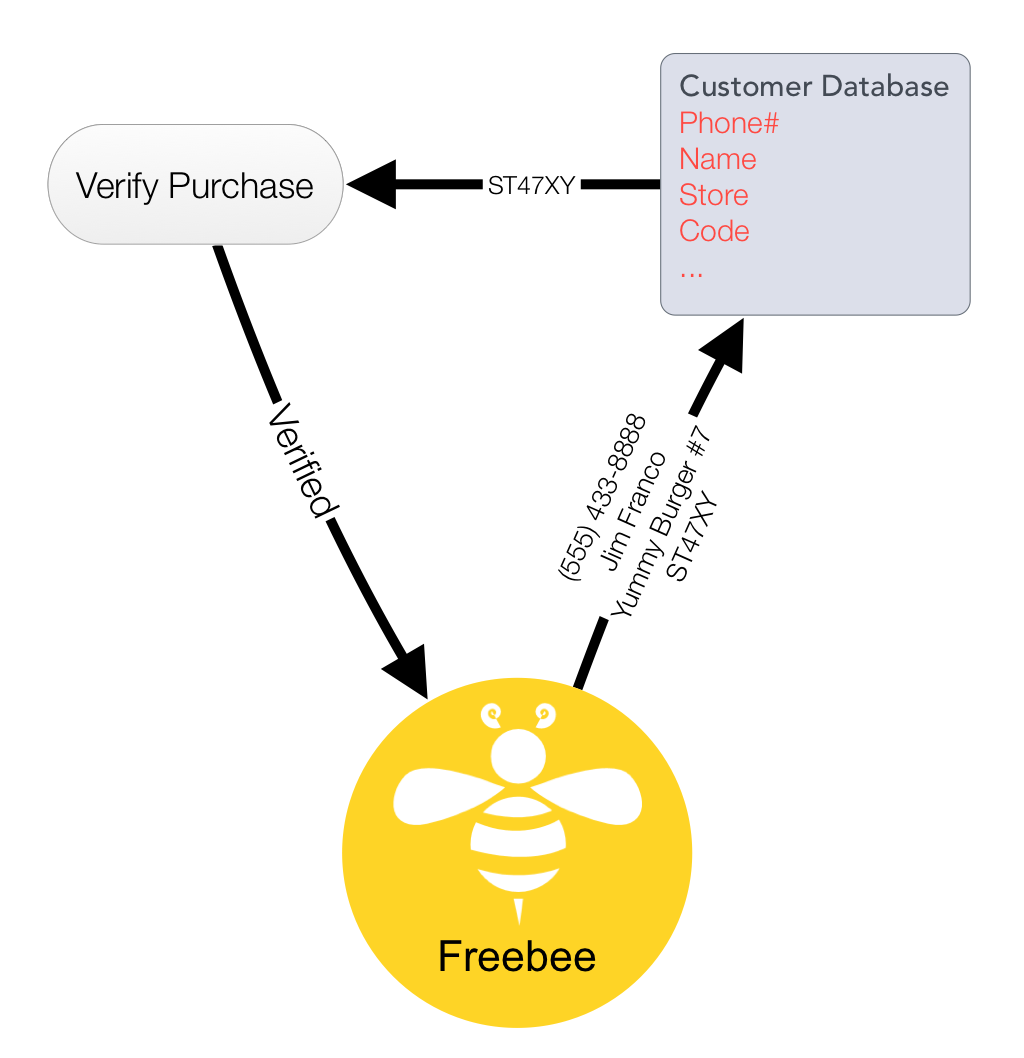 Customer Database
Phone#
Name
Store
Code
...
Verify Purchase
ST47XY
Verified
(555) 433-8888
Jim Franco
Yummy Burger #7
ST47XY
Freebee